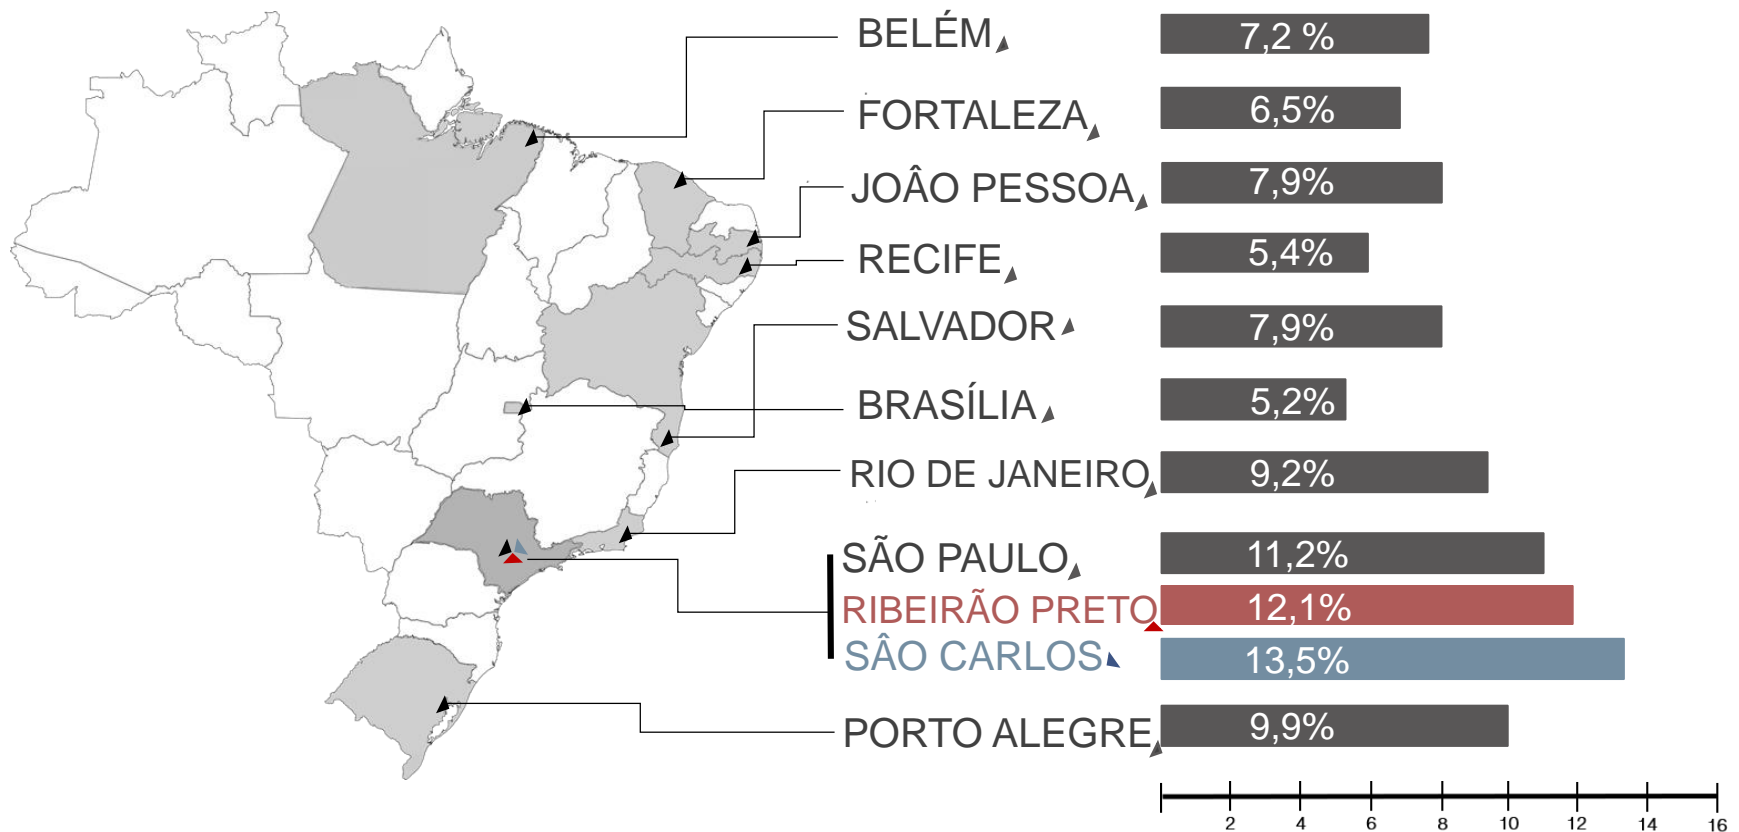 BELÉM
7,2 %
FORTALEZA
6,5%
JOÂO PESSOA
7,9%
RECIFE
5,4%
SALVADOR
7,9%
BRASÍLIA
5,2%
RIO DE JANEIRO
9,2%
SÃO PAULO
11,2%
RIBEIRÃO PRETO
12,1%
SÂO CARLOS
13,5%
PORTO ALEGRE
9,9%
2 4 6 8 10 12 14 16